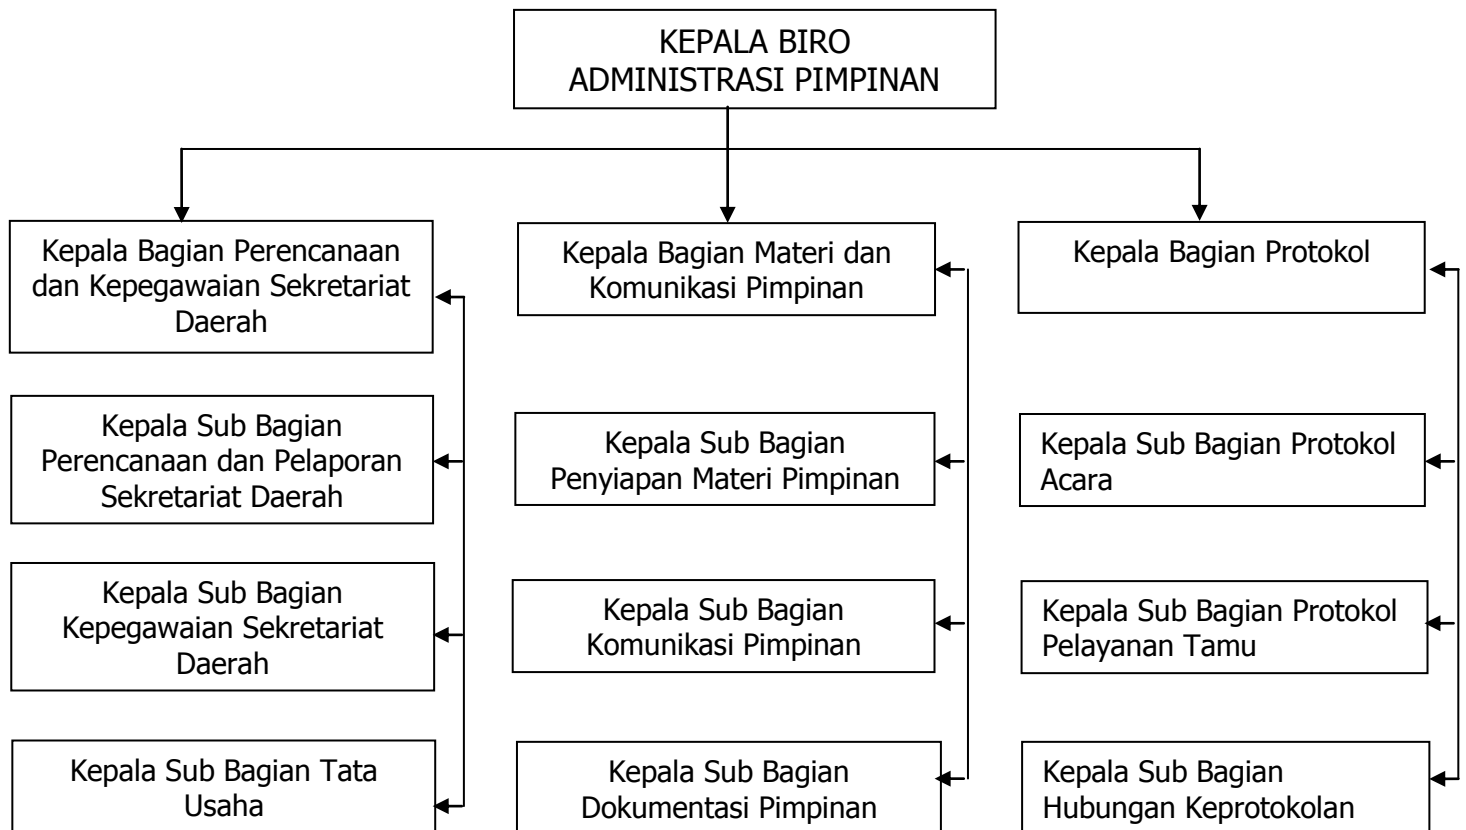 KEPALA BIRO
ADMINISTRASI PIMPINAN
Kepala Bagian Perencanaan
dan Kepegawaian Sekretariat
Daerah
Kepala Bagian Materi dan
Komunikasi Pimpinan
Kepala Bagian Protokol
Kepala Sub Bagian
Perencanaan dan Pelaporan
Sekretariat Daerah
Kepala Sub Bagian
Penyiapan Materi Pimpinan
Kepala Sub Bagian Protokol
Acara
Kepala Sub Bagian
Kepegawaian Sekretariat
Daerah
Kepala Sub Bagian
Komunikasi Pimpinan
Kepala Sub Bagian Protokol
Pelayanan Tamu
Kepala Sub Bagian Tata
Usaha
Kepala Sub Bagian
Dokumentasi Pimpinan
Kepala Sub Bagian
Hubungan Keprotokolan